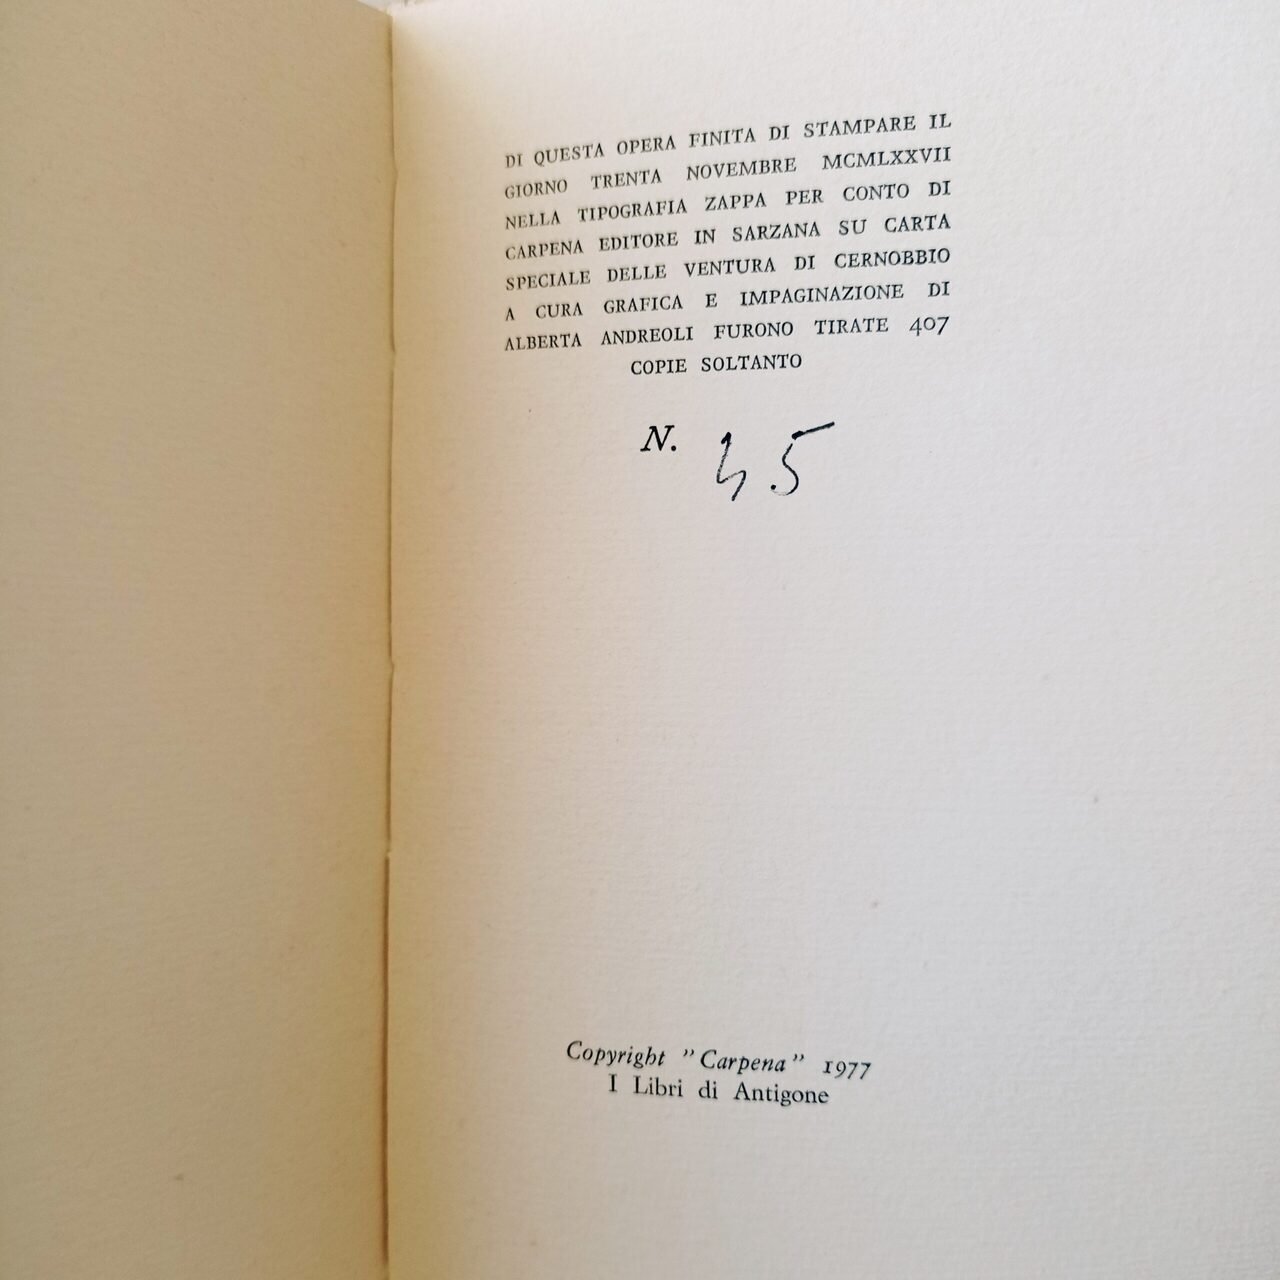 DI QUESTA OPERA FINITA DI STAMPARE IL
GIORNO TRENTA NOVEMBRE MCMLXXVII
NELLA TIPOGRAFIA ZAPPA PER CONTO DI
CARPENA EDITORE IN SARZANA SU CARTA
SPECIALE DELLE VENTURA DI CERNOBBIO
A CURA GRAFICA E IMPAGINAZIONE DI
ALBERTA ANDREOLI FURONO TIRATE 407
COPIE SOLTANTO
N. 45
Copyright "Carpena" 1977
I Libri di Antigone